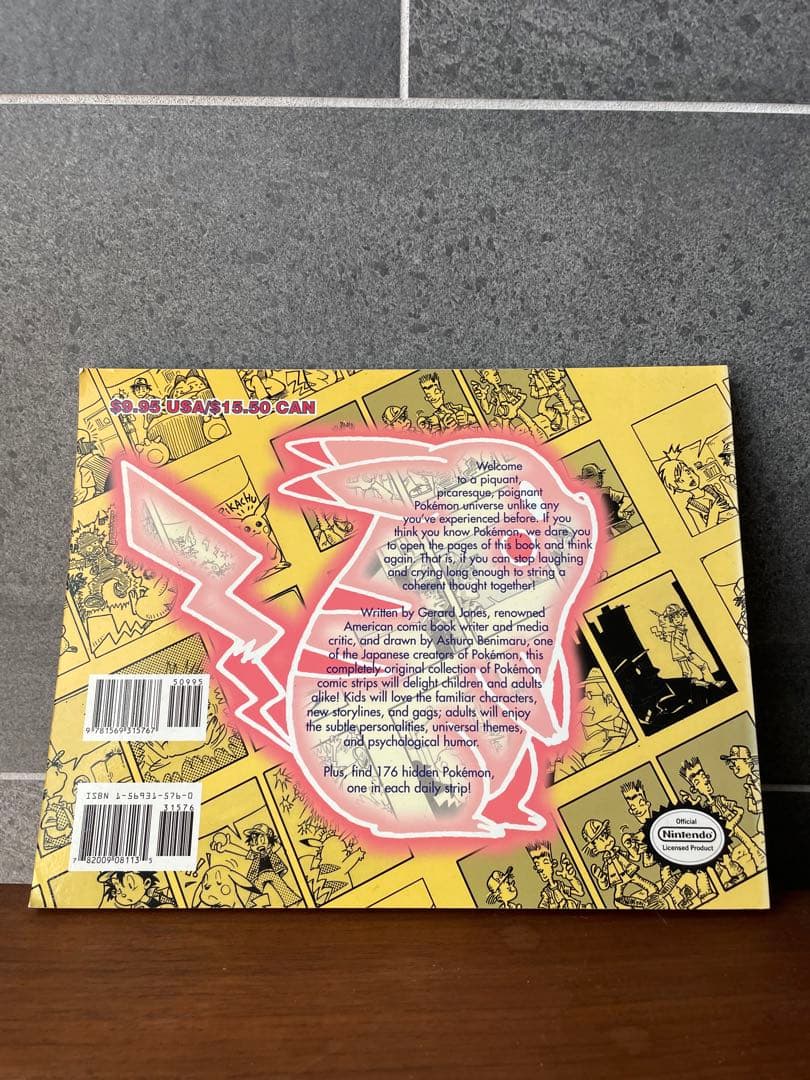 $9.95 USA/$15.50 CAN
PIKACHU
Welcome
to a piquant,
picaresque, poignant
Pokémon universe unlike any
you've experienced before. If you
think you know Pokémon, we dare you
to open the pages of this book and think
again. That is, if you can stop laughing
and crying long enough to string a
coherent thought together!
Written by Gerard Jones, renowned
American comic book writer and media
critic, and drawn by Ashura Benimaru, one
of the Japanese creators of Pokémon, this
completely original collection of Pokémon
comic strips will delight children and adults
alike! Kids will love the familiar characters,
new storylines, and gags; adults will enjoy
the subtle personalities, universal themes,
and psychological humor.
Plus, find 176 hidden Pokémon,
one in each daily strip!
50995
9 781569 315767
ISBN 1-56931-576-0
31576
7 82009 08113 5
Official
Nintendo
Licensed Product